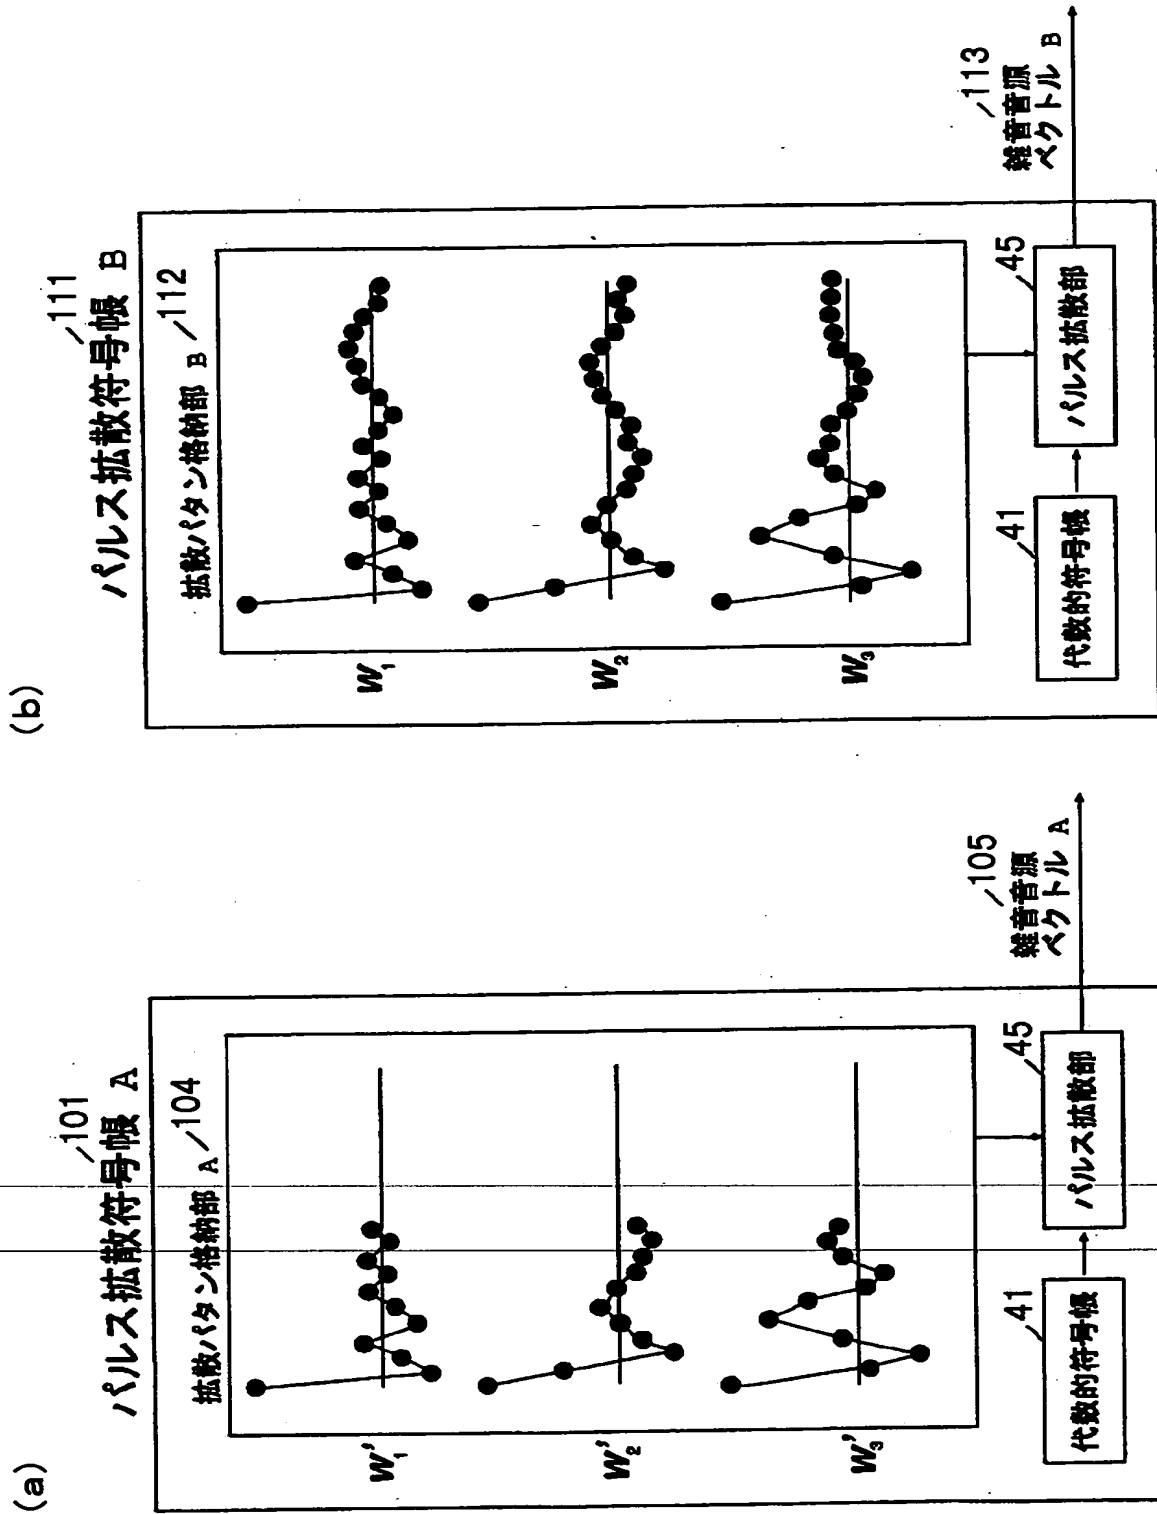 (a)
101
パルス拡散符号帳 A
拡散パタン格納部 A
104
W₁'
W₂'
W₃'
41
代数的符号帳
45
パルス拡散部
105
雑音音源
ベクトル A
(b)
111
パルス拡散符号帳 B
拡散パタン格納部 B
112
W₁
W₂
W₃
41
代数的符号帳
45
パルス拡散部
113
雑音音源
ベクトル B